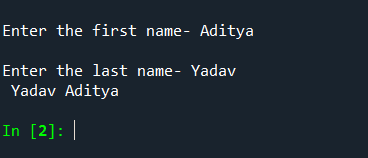 Enter the first name- Aditya
Enter the last name- Yadav
Yadav Aditya
In [2]: